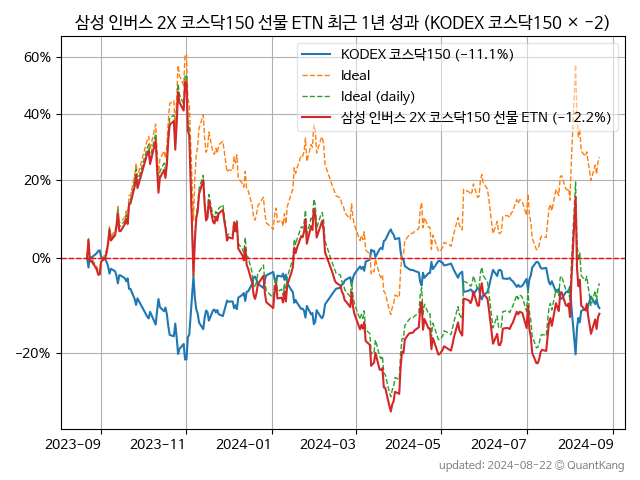 삼성 인버스 2X 코스닥150 선물 ETN 최근 1년 성과 (KODEX 코스닥150 × −2)
KODEX 코스닥150 (−11.1%)
Ideal
Ideal (daily)
삼성 인버스 2X 코스닥150 선물 ETN (−12.2%)
60%
40%
20%
0%
−20%
2023-09 2023-11 2024-01 2024-03 2024-05 2024-07 2024-09
updated: 2024-08-22 © QuantKang